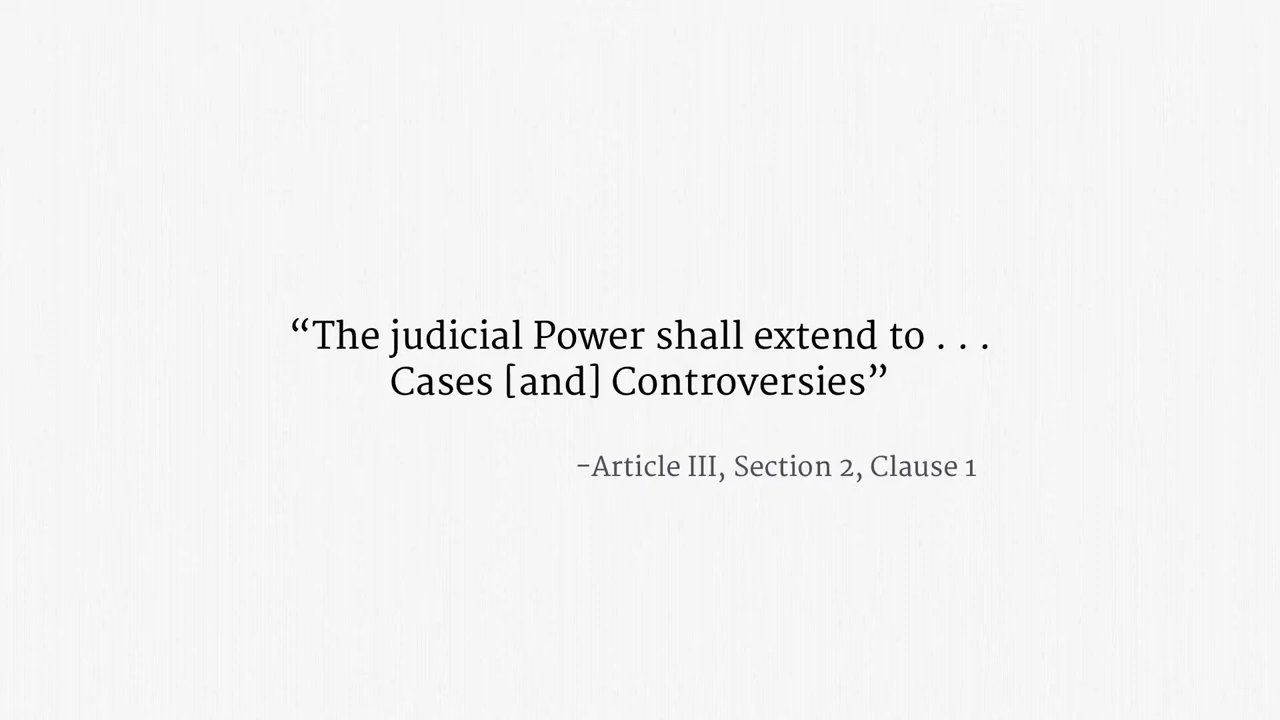 “The judicial Power shall extend to . . .
Cases [and] Controversies”
–Article III, Section 2, Clause 1